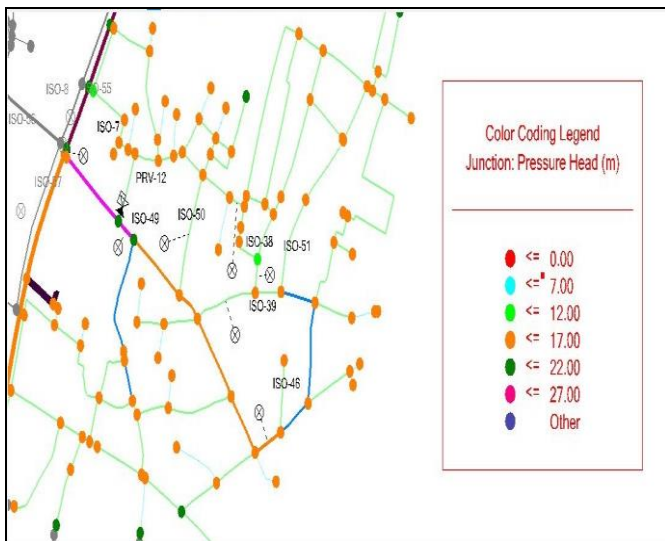 ISO-8
55
ISO-7
PRV-12
ISO-49
ISO-50
ISO-38
ISO-51
ISO-39
ISO-46
Color Coding Legend
Junction: Pressure Head (m)
<= 0.00
<= 7.00
<= 12.00
<= 17.00
<= 22.00
<= 27.00
Other